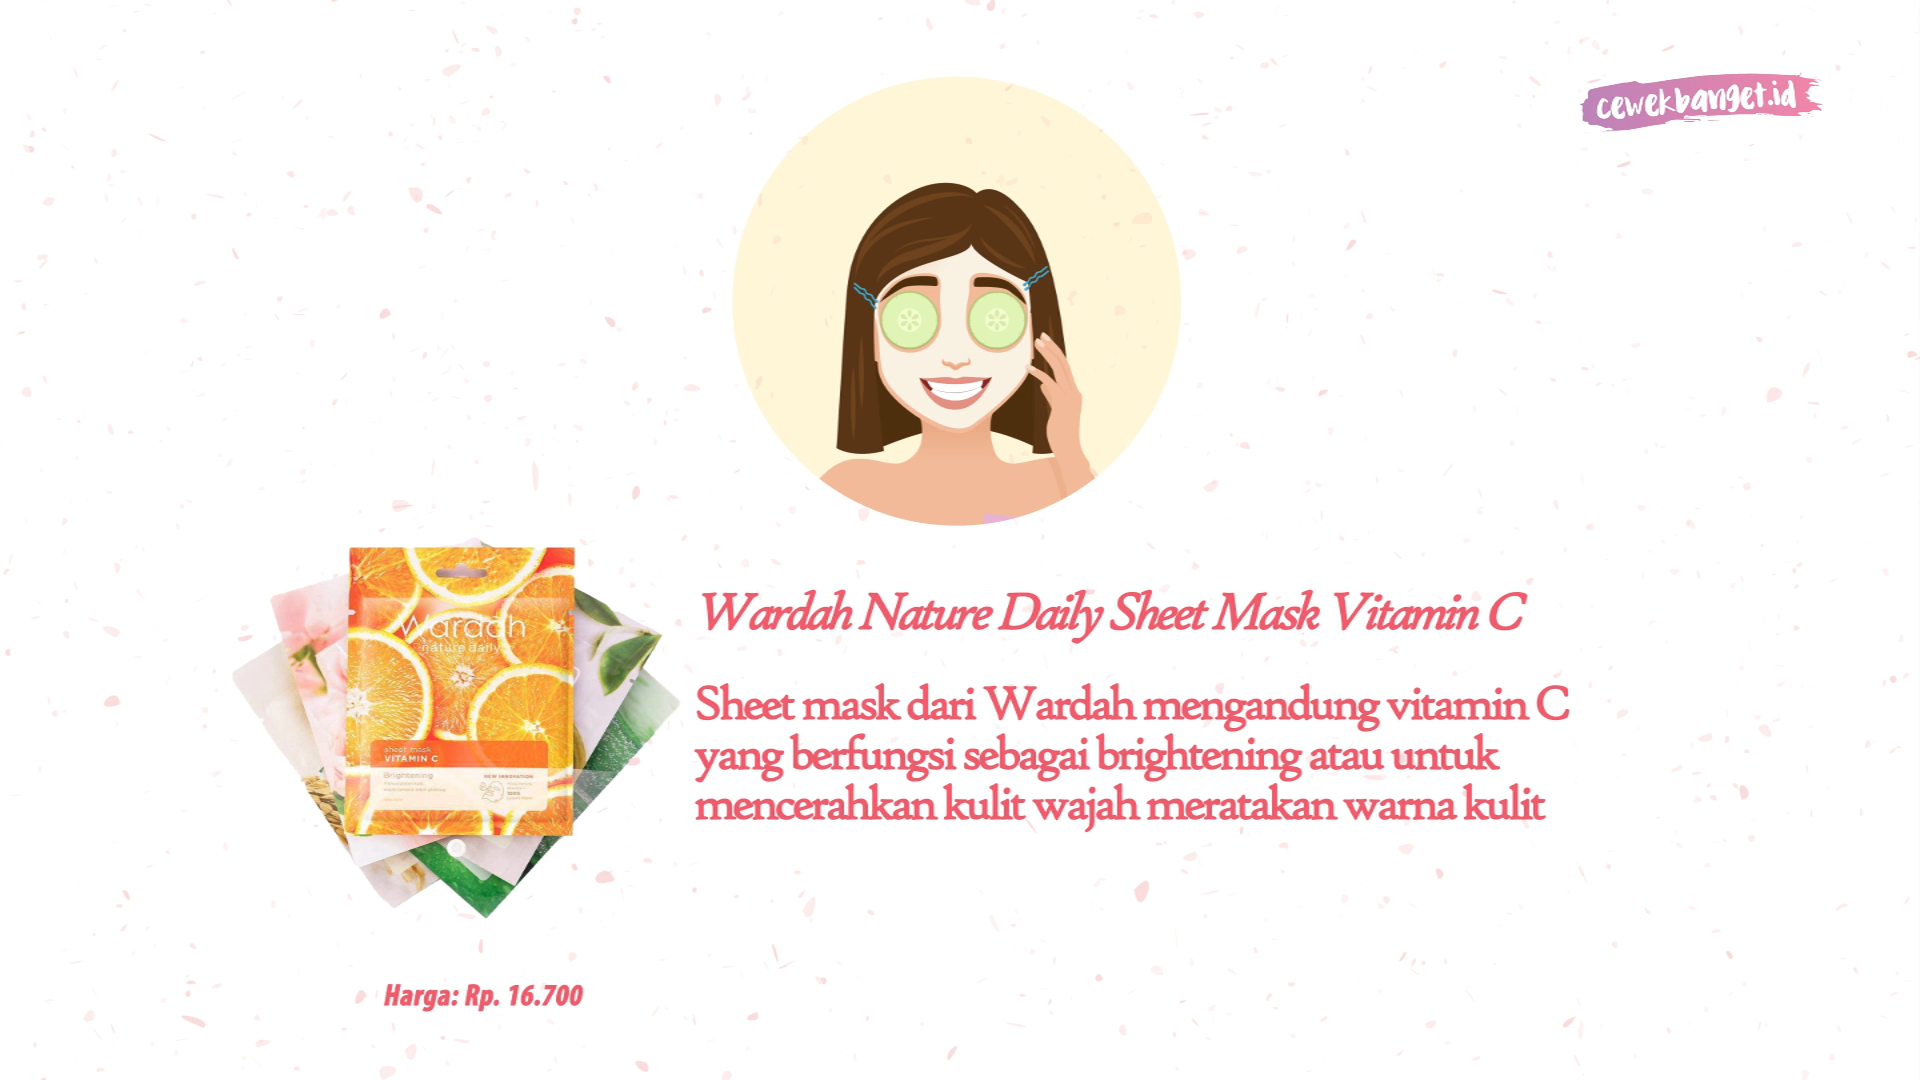 cewekbanget.id
Wardah
nature daily
sheet mask
VITAMIN C
Brightening
NEW INNOVATION
Wardah Nature Daily Sheet Mask Vitamin C
Sheet mask dari Wardah mengandung vitamin C
yang berfungsi sebagai brightening atau untuk
mencerahkan kulit wajah meratakan warna kulit
Harga: Rp. 16.700